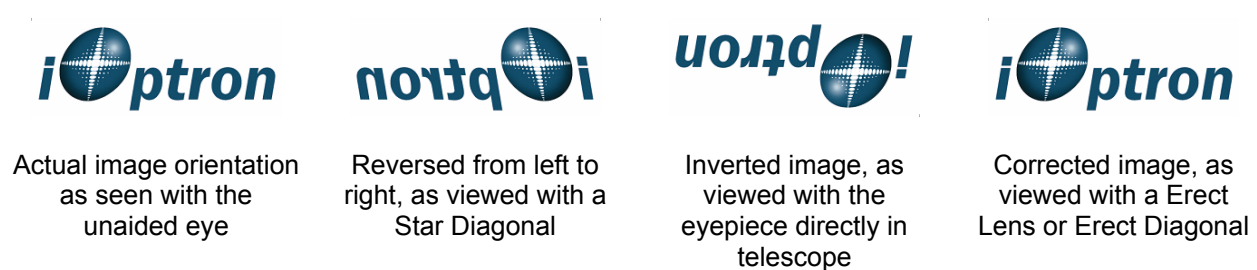 iOptron
iOptron
iOptron
iOptron
Actual image orientation
as seen with the
unaided eye
Reversed from left to
right, as viewed with a
Star Diagonal
Inverted image, as
viewed with the
eyepiece directly in
telescope
Corrected image, as
viewed with a Erect
Lens or Erect Diagonal